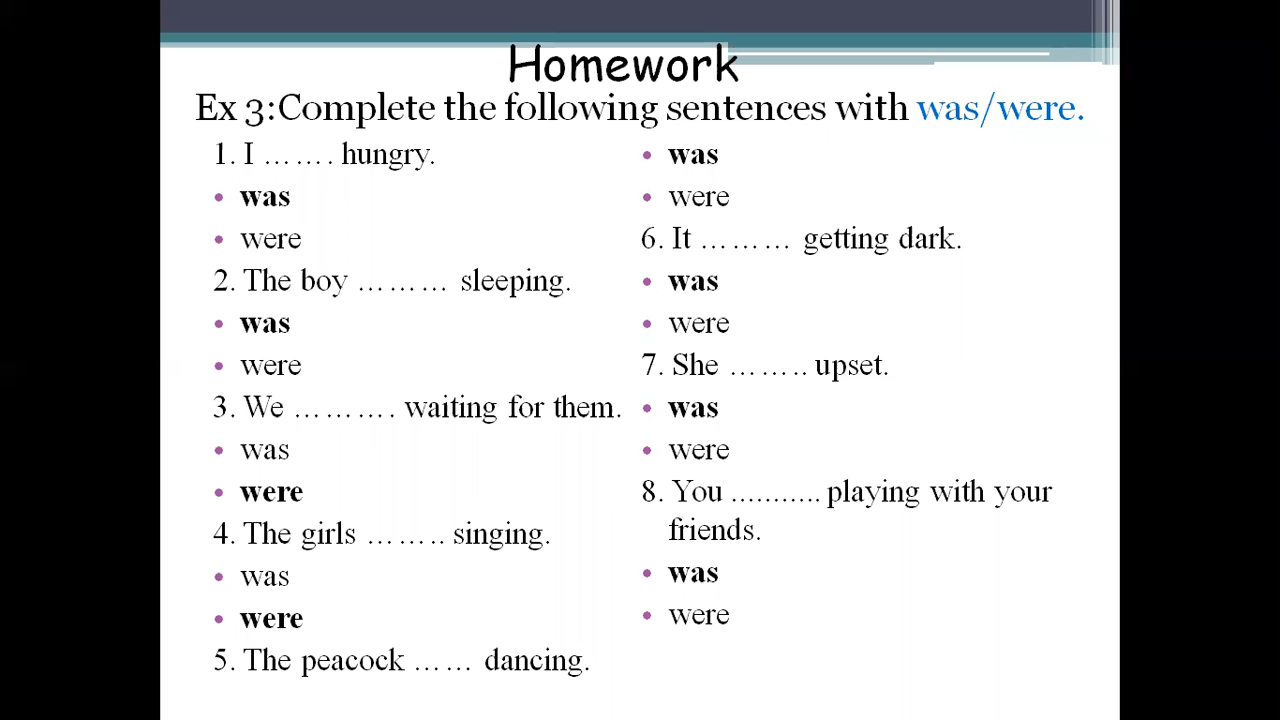 Homework
Ex 3:Complete the following sentences with was/were.
1. I ……. hungry.
• was
• were
2. The boy ……… sleeping.
• was
• were
3. We ………. waiting for them.
• was
• were
4. The girls …….. singing.
• was
• were
5. The peacock …… dancing.
• was
• were
6. It ……… getting dark.
• was
• were
7. She …….. upset.
• was
• were
8. You ........... playing with your
friends.
• was
• were